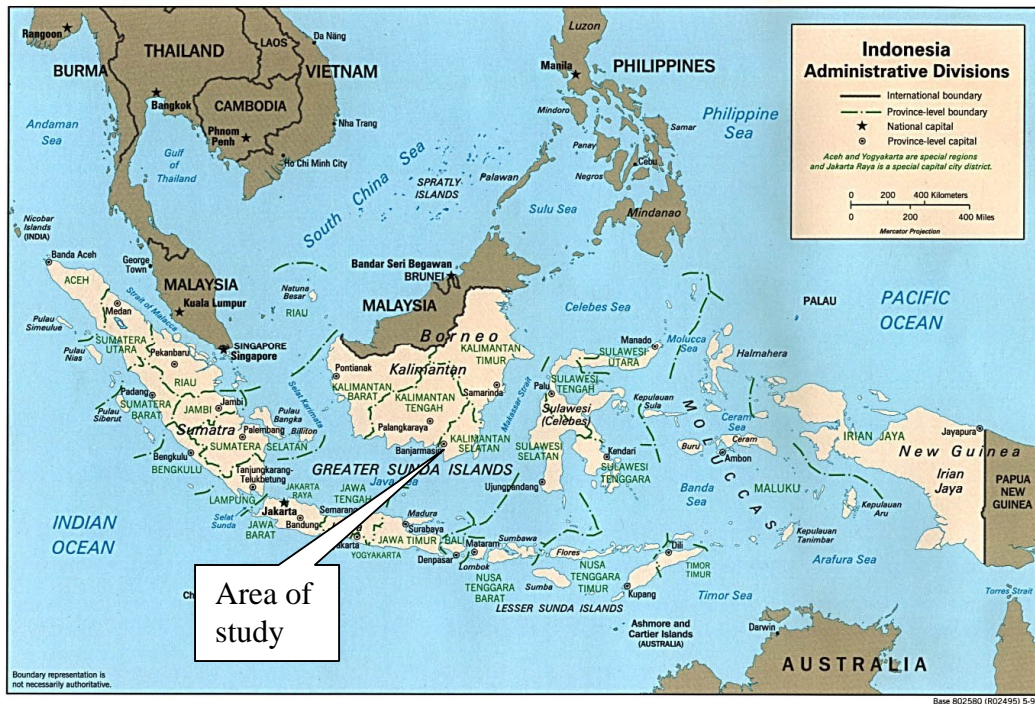 Indonesia
Administrative Divisions
International boundary
Province-level boundary
National capital
Province-level capital
Aceh and Yogyakarta are special regions
and Jakarta Raya is a special capital city district.
0 200 400 Kilometers
0 200 400 Miles
Mercator Projection
Rangoon
THAILAND
LAOS
Da Nãng
BURMA
VIETNAM
Bangkok
CAMBODIA
Phnom
Penh
Nha Trang
Ho Chi Minh City
Andaman
Sea
Gulf
of
Thailand
South China Sea
SPRATLY
ISLANDS
Luzon
Manila
PHILIPPINES
Mindoro
Samar
Panay
Cebu
Negros
Palawan
Mindanao
Sulu Sea
Philippine
Sea
Nicobar
Islands
(INDIA)
Banda Aceh
George
Town
MALAYSIA
Kuala Lumpur
ACEH
Medan
Strait of Malacca
Pulau
Simeulue
SUMATERA
UTARA
Pulau
Nias
SINGAPORE
Singapore
Natuna
Besar
RIAU
Bandar Seri Begawan
BRUNEI
MALAYSIA
Celebes Sea
PALAU
PACIFIC
OCEAN
Pekanbaru
RIAU
Padang
SUMATERA
BARAT
Pulau
Siberut
JAMBI
Jambi
Sumatra
Palembang
SUMATERA SELATAN
Bengkulu
BENGKULU
Pulau
Bangka
Billiton
Selat Karimata
Tanjungkarang-
Telukbetung
LAMPUNG
Selat
Sunda
Borneo
KALIMANTAN
TIMUR
Pontianak
Kalimantan
KALIMANTAN
BARAT
KALIMANTAN
TENGAH
Samarinda
Palangkaraya
KALIMANTAN
SELATAN
Banjarmasin
Makassar Strait
Manado
SULAWESI
UTARA
Palu
SULAWESI
TENGAH
Sulawesi
(Celebes)
SULAWESI
SELATAN
Kendari
SULAWESI
TENGGARA
Ujungpandang
Molucca
Sea
Halmahera
Kepulauan
Sula
MOLUCCAS
Ceram
Sea
Buru
Ceram
Ambon
Banda
Sea
MALUKU
IRIAN JAYA
Jayapura
New Guinea
Irian
Jaya
PAPUA
NEW
GUINEA
Kepulauan
Aru
Kepulauan
Tanimbar
Arafura Sea
GREATER SUNDA ISLANDS
Java Sea
JAKARTA
RAYA
Jakarta
JAWA
TENGAH
Semarang
Bandung
JAWA
BARAT
Madura
Surabaya
JAWA TIMUR
YOGYAKARTA
BALI
Denpasar
Mataram
Lombok
Sumbawa
NUSA
TENGGARA
BARAT
Flores
Sumba
NUSA
TENGGARA
TIMUR
Dili
TIMOR
TIMUR
Kupang
LESSER SUNDA ISLANDS
Timor Sea
Torres Strait
INDIAN
OCEAN
Area of
study
Ashmore and
Cartier Islands
(AUSTRALIA)
Darwin
AUSTRALIA
Boundary representation is
not necessarily authoritative.